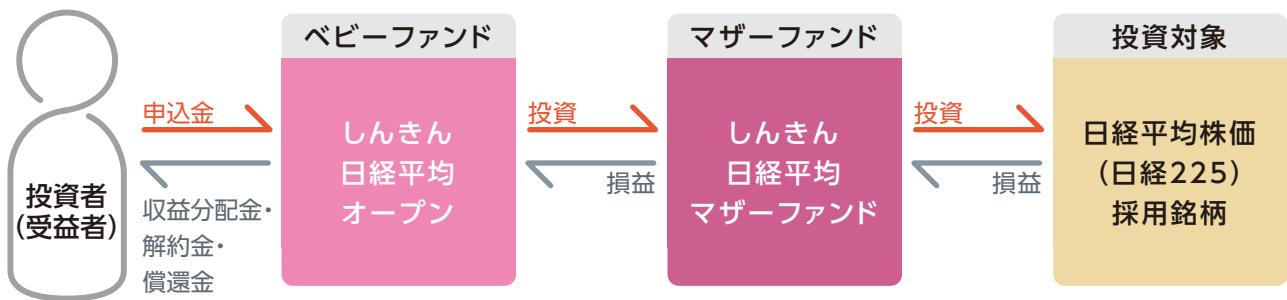 ベビーファンド
マザーファンド
投資対象
投資者
(受益者)
申込金
収益分配金・
解約金・
償還金
しんきん
日経平均
オープン
投資
損益
しんきん
日経平均
マザーファンド
投資
損益
日経平均株価
(日経225)
採用銘柄